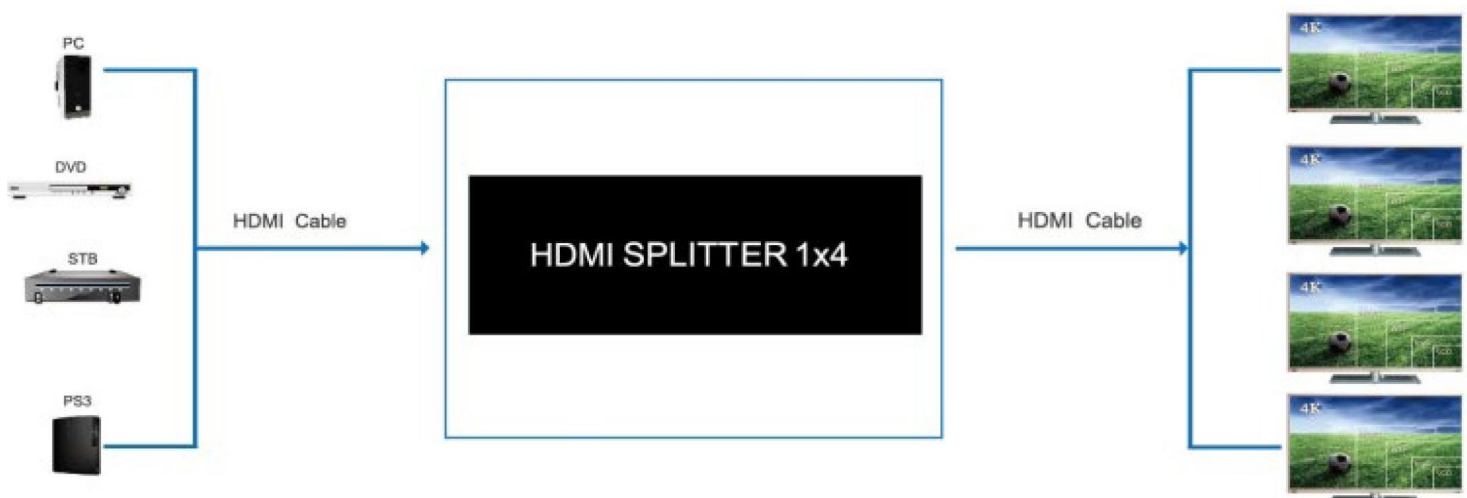 PC
DVD
STB
PS3
HDMI Cable
HDMI SPLITTER 1x4
HDMI Cable
4K
4K
4K
4K